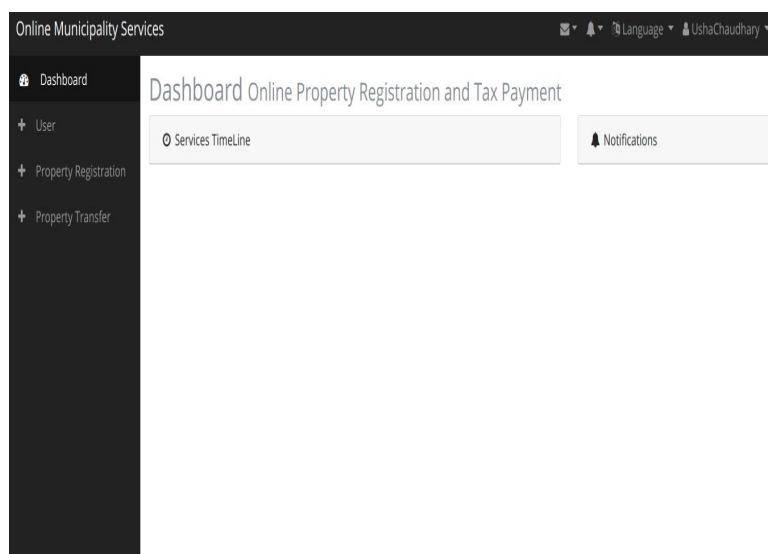 Online Municipality Services
Language UshaChaudhary
Dashboard
User
Property Registration
Property Transfer
Dashboard Online Property Registration and Tax Payment
Services TimeLine
Notifications